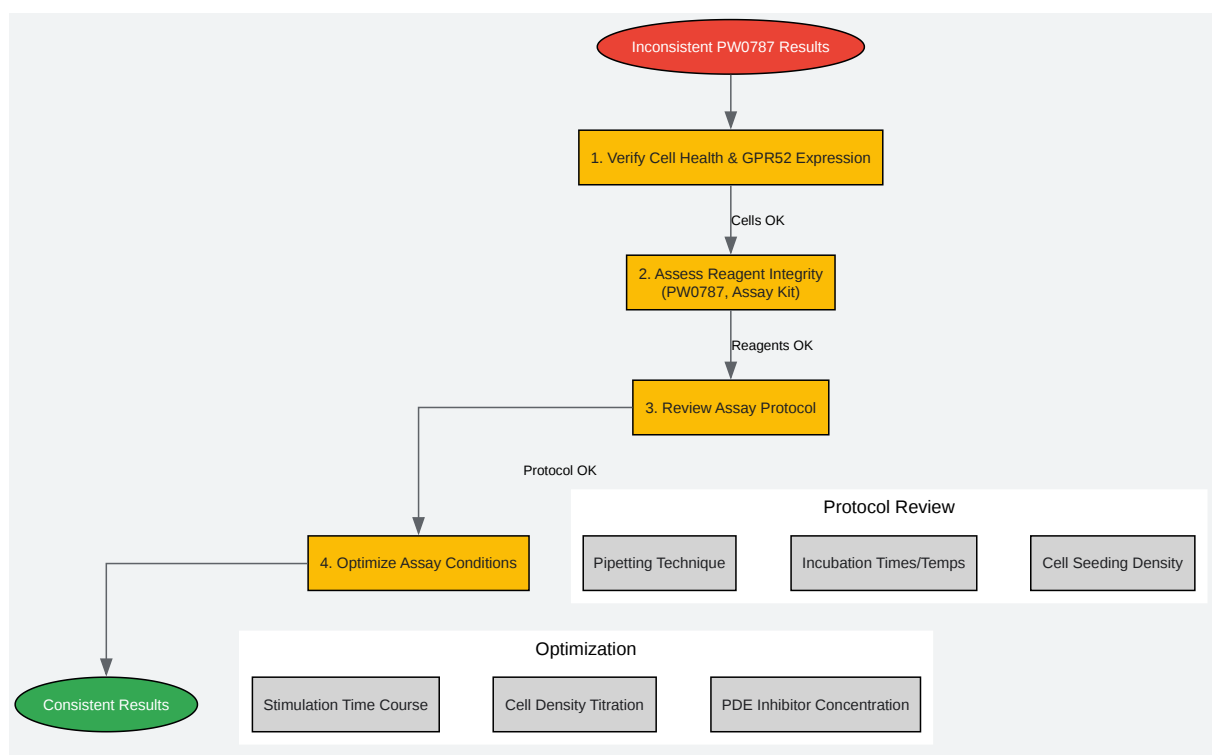 Inconsistent PW0787 Results
1. Verify Cell Health & GPR52 Expression
Cells OK
2. Assess Reagent Integrity
(PW0787, Assay Kit)
Reagents OK
3. Review Assay Protocol
Protocol OK
Protocol Review
4. Optimize Assay Conditions
Pipetting Technique
Incubation Times/Temps
Cell Seeding Density
Optimization
Consistent Results
Stimulation Time Course
Cell Density Titration
PDE Inhibitor Concentration